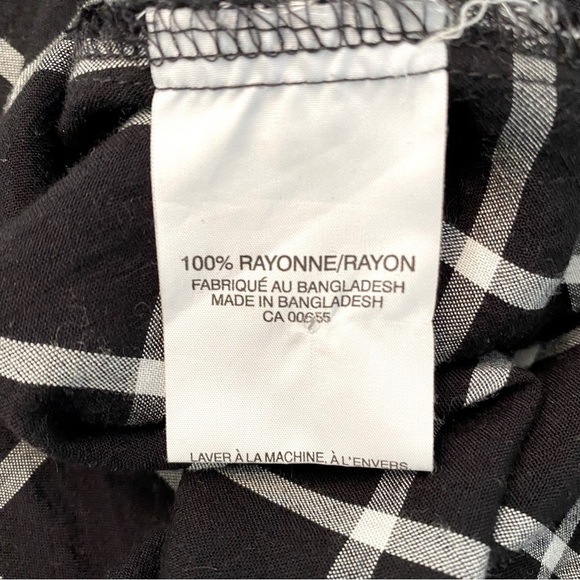 100% RAYONNE/RAYON
FABRIQUÉ AU BANGLADESH
MADE IN BANGLADESH
CA 00655
LAVER À LA MACHINE, À L'ENVERS,